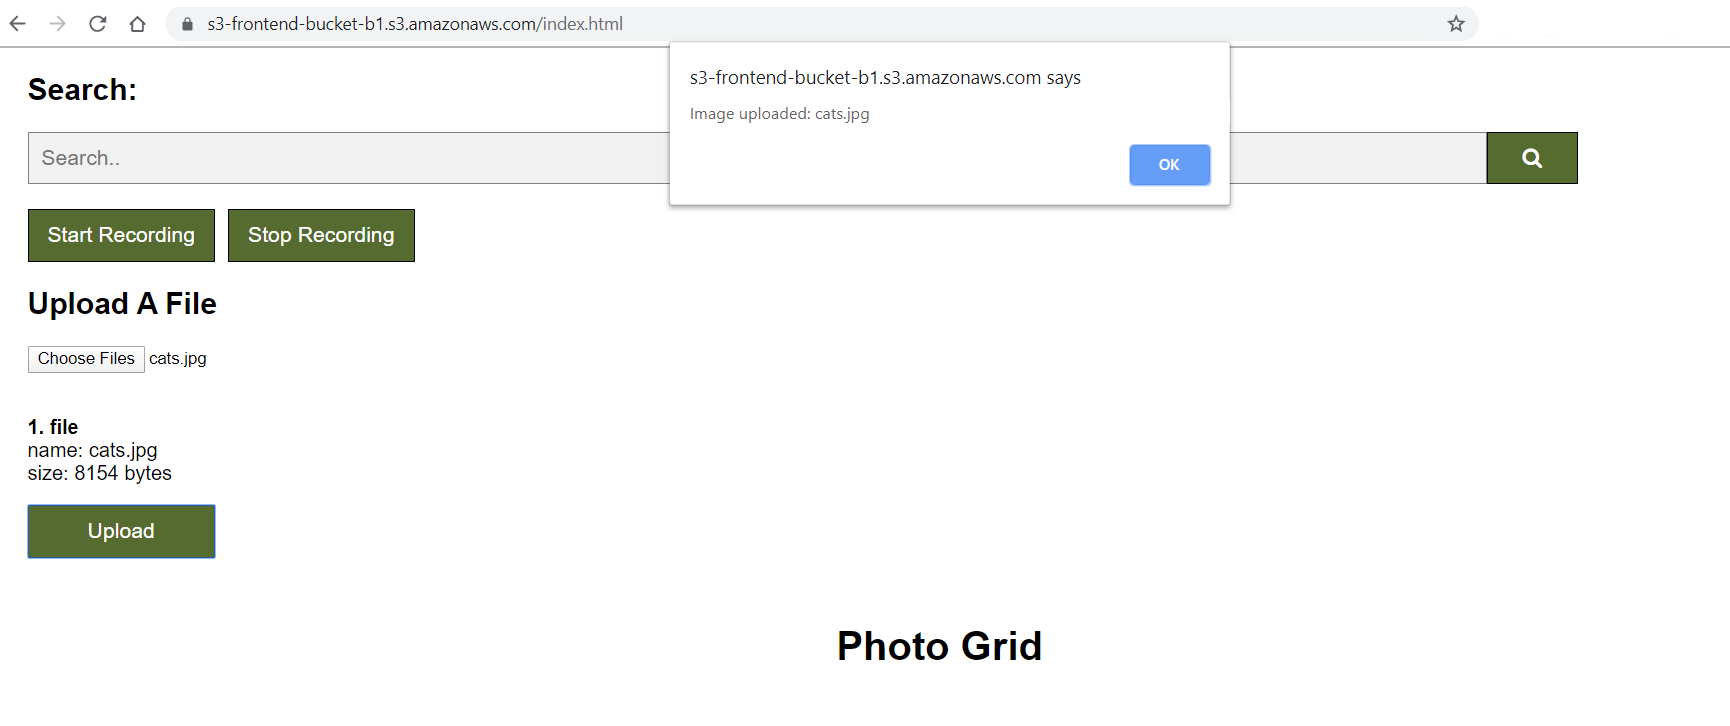 s3-frontend-bucket-b1.s3.amazonaws.com/index.html
s3-frontend-bucket-b1.s3.amazonaws.com says
Image uploaded: cats.jpg
OK
Search:
Search..
Start Recording Stop Recording
Upload A File
Choose Files cats.jpg
1. file
name: cats.jpg
size: 8154 bytes
Upload
Photo Grid